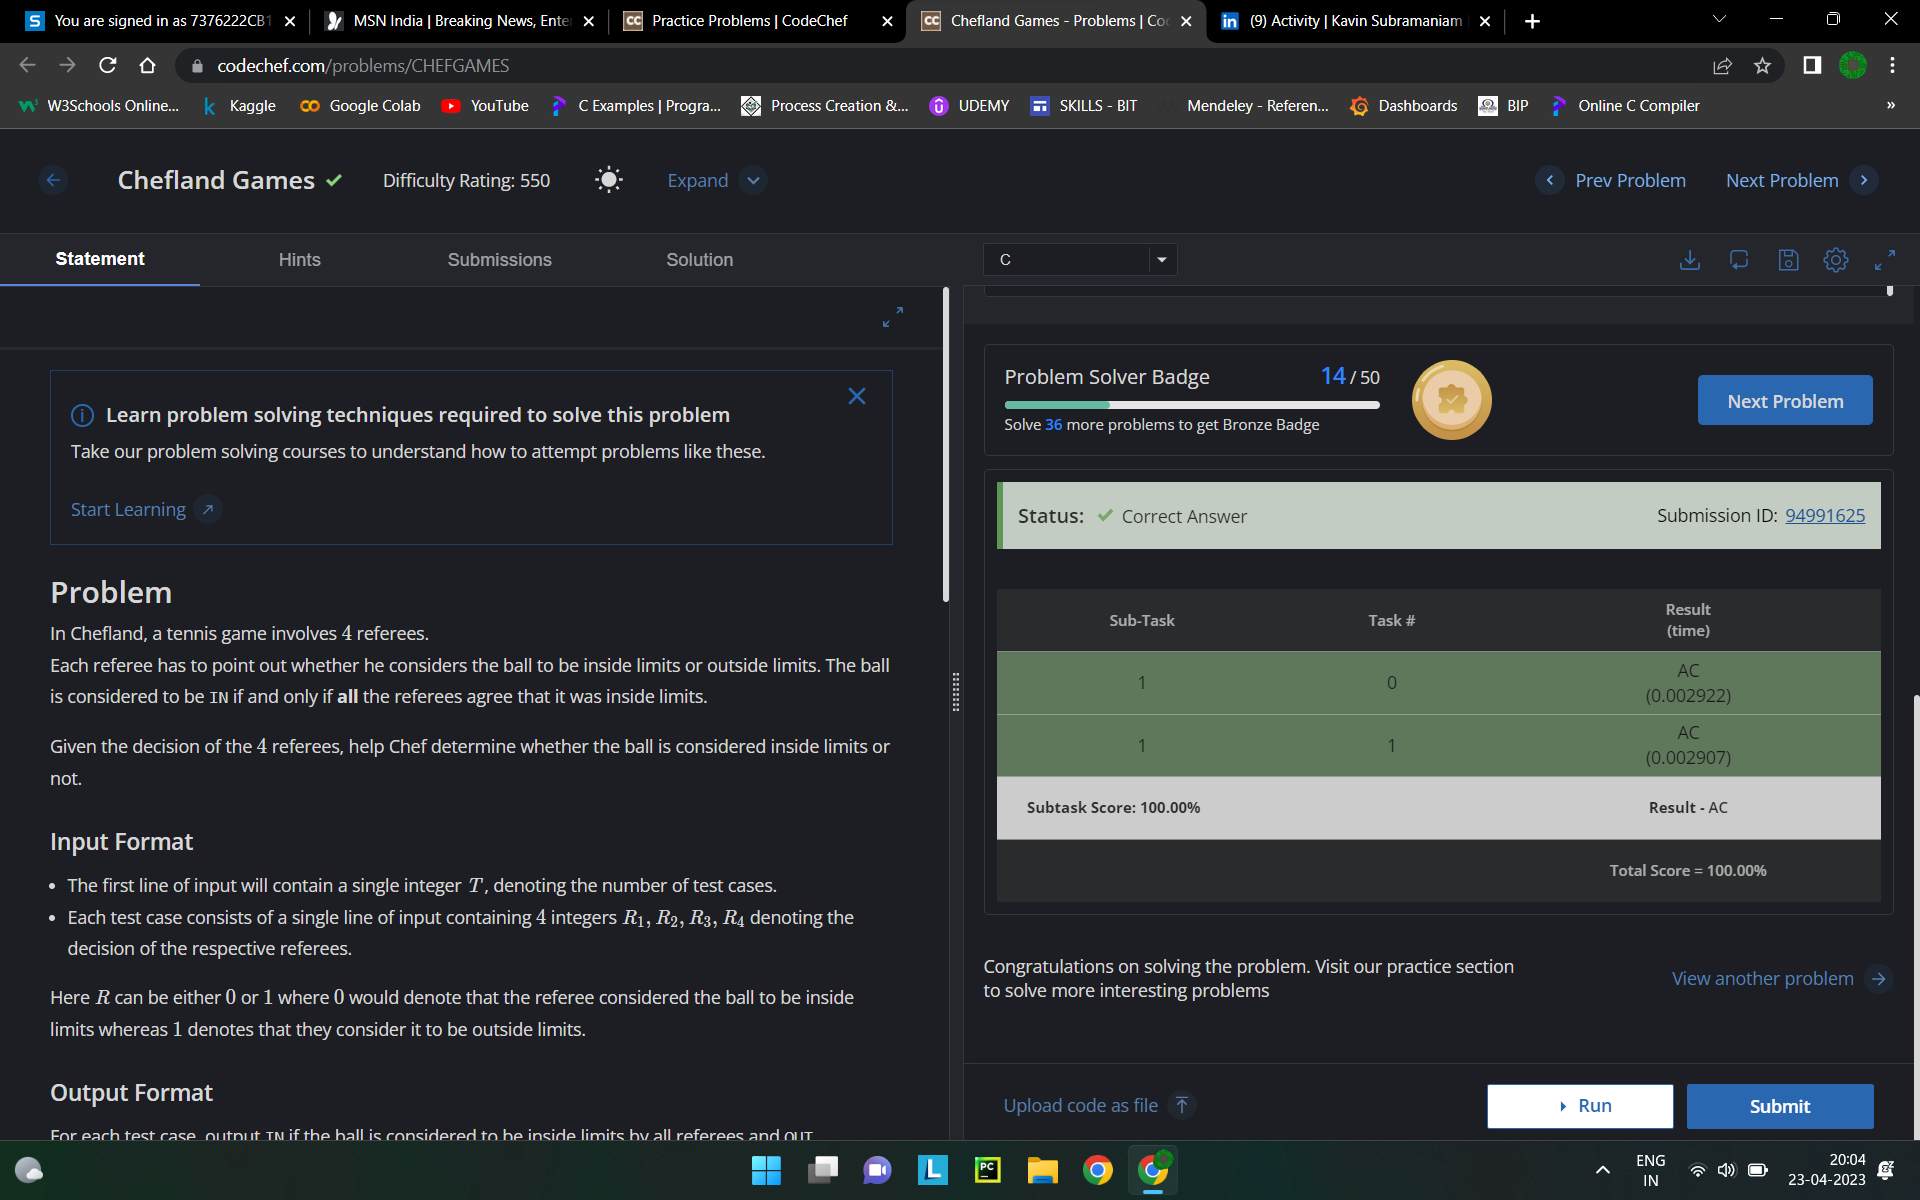 You are signed in as 7376222CB1
MSN India | Breaking News, Ente
Practice Problems | CodeChef
Chefland Games - Problems | Co
(9) Activity | Kavin Subramaniam
codechef.com/problems/CHEFGAMES
W3Schools Online...
Kaggle
Google Colab
YouTube
C Examples | Progra...
Process Creation &...
UDEMY
SKILLS - BIT
Mendeley - Referen...
Dashboards
BIP
Online C Compiler
»
Chefland Games
Difficulty Rating: 550
Expand
Prev Problem
Next Problem
Statement
Hints
Submissions
Solution
C
Learn problem solving techniques required to solve this problem
Take our problem solving courses to understand how to attempt problems like these.
Start Learning
Problem
In Chefland, a tennis game involves 4 referees.
Each referee has to point out whether he considers the ball to be inside limits or outside limits. The ball
is considered to be IN if and only if all the referees agree that it was inside limits.
Given the decision of the 4 referees, help Chef determine whether the ball is considered inside limits or
not.
Input Format
• The first line of input will contain a single integer T, denoting the number of test cases.
• Each test case consists of a single line of input containing 4 integers R1, R2, R3, R4 denoting the
decision of the respective referees.
Here R can be either 0 or 1 where 0 would denote that the referee considered the ball to be inside
limits whereas 1 denotes that they consider it to be outside limits.
Output Format
For each test case, output IN if the ball is considered to be inside limits by all referees and OUT
Problem Solver Badge
14 / 50
Solve 36 more problems to get Bronze Badge
Next Problem
Status: Correct Answer
Submission ID: 94991625
Sub-Task
Task #
Result
(time)
1
0
AC
(0.002922)
1
1
AC
(0.002907)
Subtask Score: 100.00%
Result - AC
Total Score = 100.00%
Congratulations on solving the problem. Visit our practice section
to solve more interesting problems
View another problem
Upload code as file
Run
Submit
ENG
IN
20:04
23-04-2023